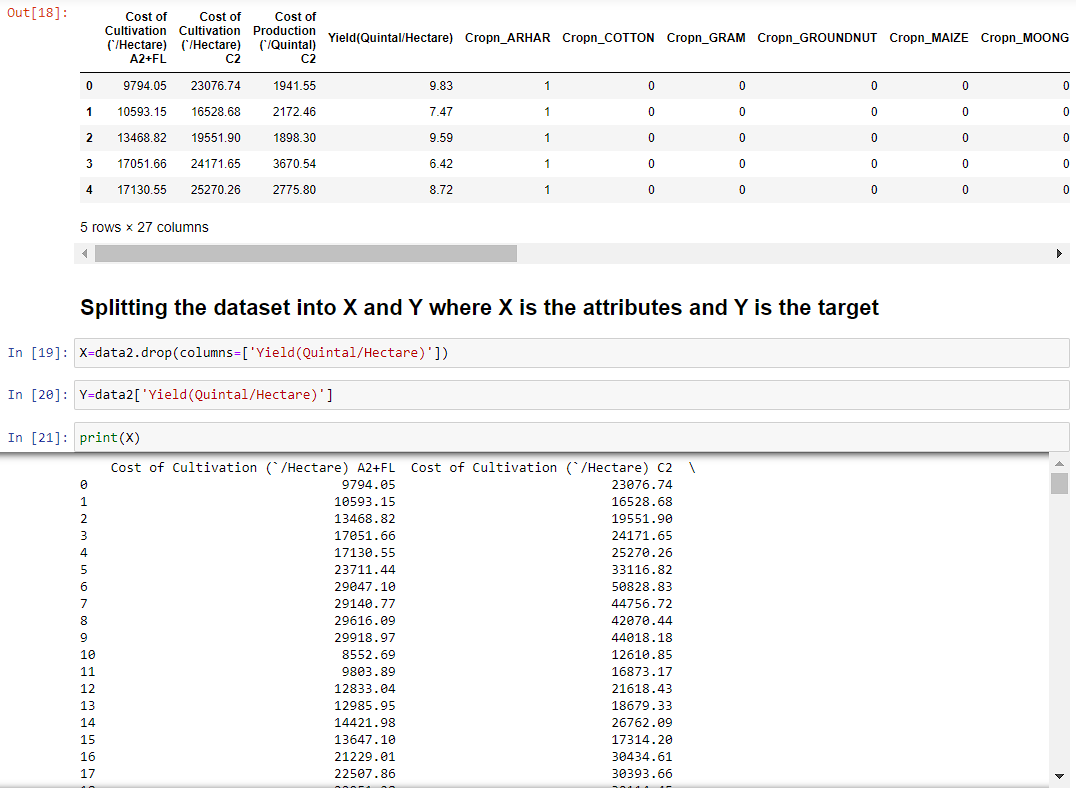 Out[18]:
Cost of Cultivation (`/Hectare) A2+FL Cost of Cultivation (`/Hectare) C2 Cost of Production (`/Quintal) C2 Yield(Quintal/Hectare) Cropn_ARHAR Cropn_COTTON Cropn_GRAM Cropn_GROUNDNUT Cropn_MAIZE Cropn_MOONG
0 9794.05 23076.74 1941.55 9.83 1 0 0 0 0 0
1 10593.15 16528.68 2172.46 7.47 1 0 0 0 0 0
2 13468.82 19551.90 1898.30 9.59 1 0 0 0 0 0
3 17051.66 24171.65 3670.54 6.42 1 0 0 0 0 0
4 17130.55 25270.26 2775.80 8.72 1 0 0 0 0 0
5 rows × 27 columns
Splitting the dataset into X and Y where X is the attributes and Y is the target
In [19]: X=data2.drop(columns=['Yield(Quintal/Hectare)'])
In [20]: Y=data2['Yield(Quintal/Hectare)']
In [21]: print(X)
Cost of Cultivation (`/Hectare) A2+FL Cost of Cultivation (`/Hectare) C2 \
0 9794.05 23076.74
1 10593.15 16528.68
2 13468.82 19551.90
3 17051.66 24171.65
4 17130.55 25270.26
5 23711.44 33116.82
6 29047.10 50828.83
7 29140.77 44756.72
8 29616.09 42070.44
9 29918.97 44018.18
10 8552.69 12610.85
11 9803.89 16873.17
12 12833.04 21618.43
13 12985.95 18679.33
14 14421.98 26762.09
15 13647.10 17314.20
16 21229.01 30434.61
17 22507.86 30393.66